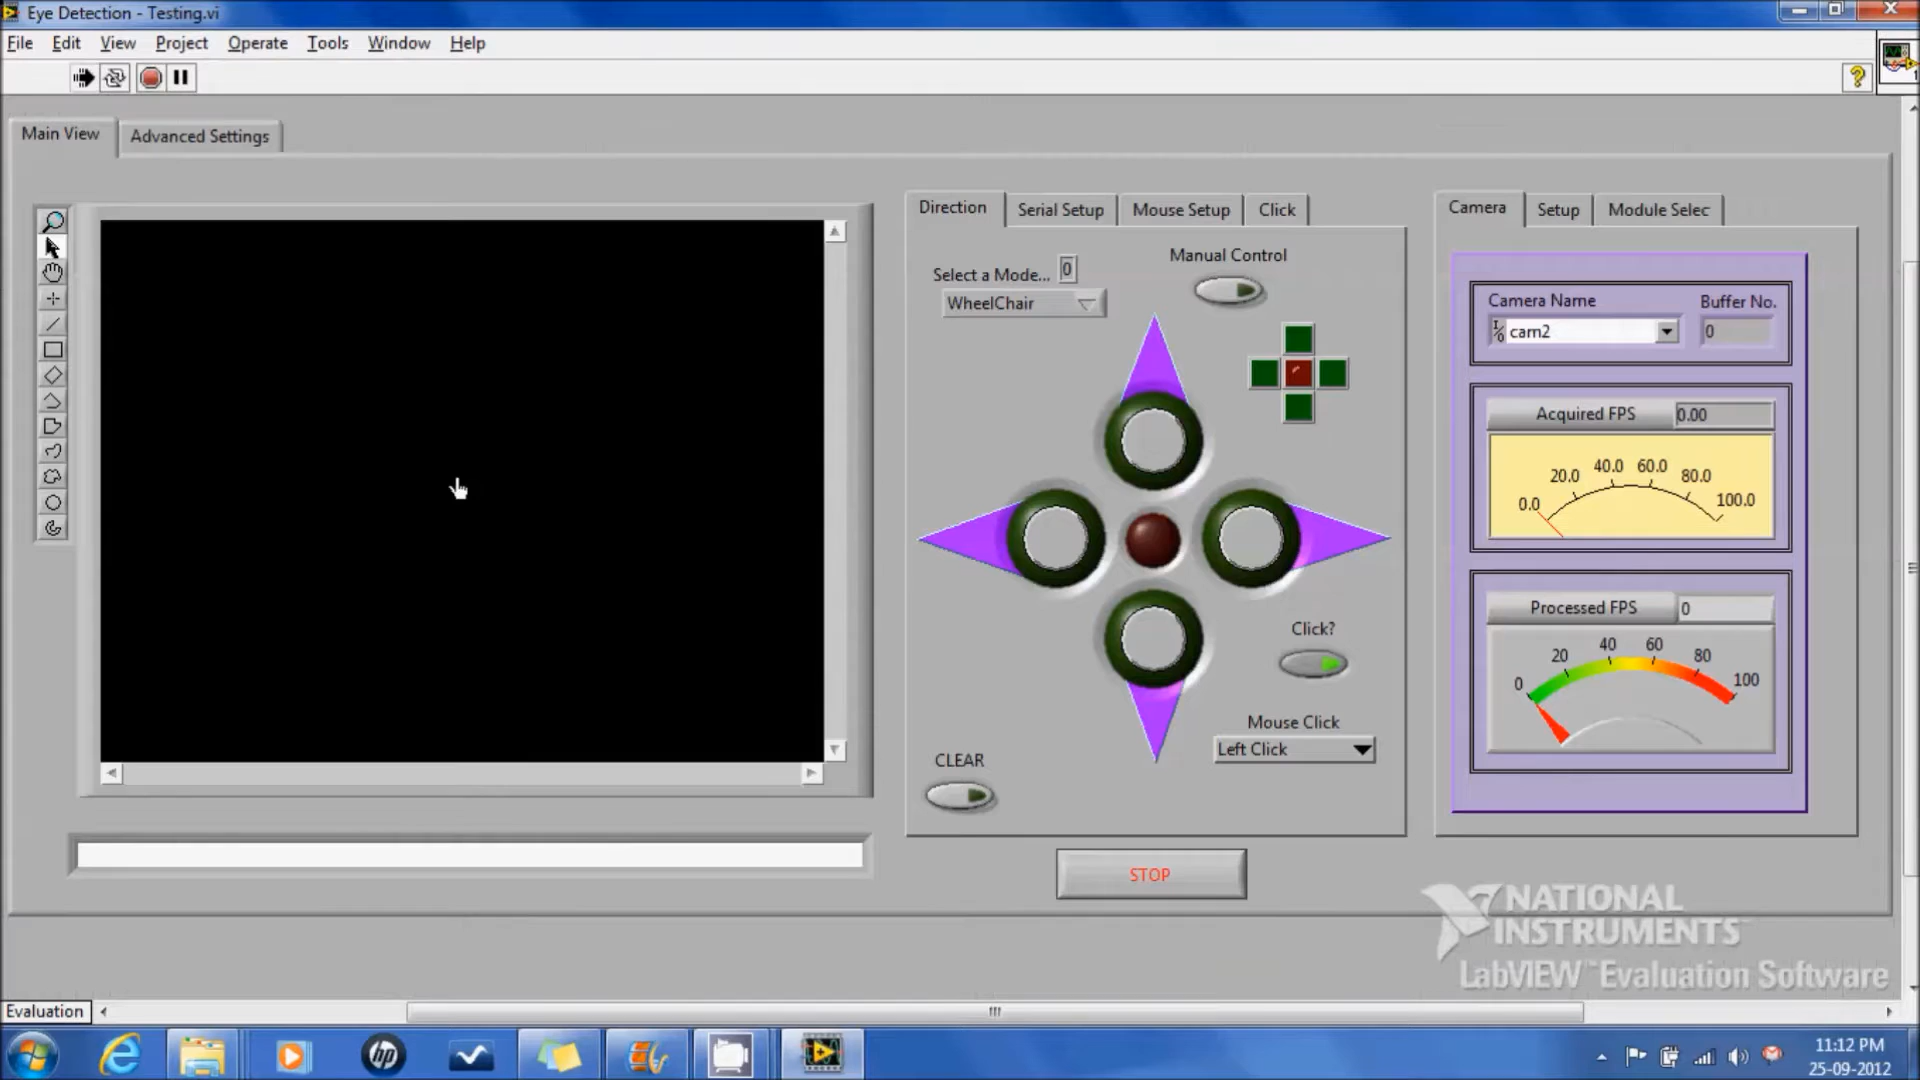 Eye Detection - Testing.vi
File Edit View Project Operate Tools Window Help
Main View Advanced Settings
Direction Serial Setup Mouse Setup Click
Camera Setup Module Selec
Select a Mode... 0
WheelChair
Manual Control
Camera Name Buffer No.
cam2 0
Acquired FPS 0.00
0.0 20.0 40.0 60.0 80.0 100.0
Processed FPS 0
0 20 40 60 80 100
Click?
Mouse Click
Left Click
CLEAR
STOP
NATIONAL
INSTRUMENTS
LabVIEW™ Evaluation Software
Evaluation
hp
11:12 PM
25-09-2012